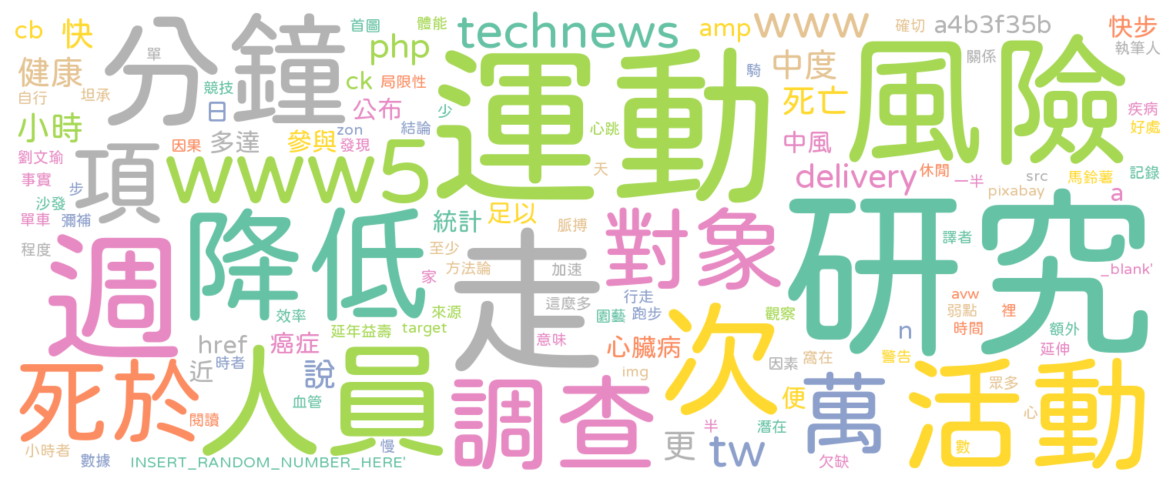 cb
快
分鐘
單
首圖
體能
php
technews
amp
www
確切
a4b3f35b
快步
執筆人
健康
自行
坦承
競技
ck
局限性
運動
騎
中度
風險
關係
小時
日
公布
少
死亡
疾病
好處
項
因果
多達
參與
zon
發現
結論
心跳
中風
劉文瑜
事實
步
www
5
天
delivery
休閒
一半
src
pixabay
馬鈴薯
記錄
a
沙發
單車
彌補
降低
統計
足以
脈搏
對象
研究
譯者
_blank'
程度
週
至少
方法論
家
走
加速
這麼多
行走
園藝
跑步
觀察
avw
弱點
裡
時間
額外
延伸
n
效率
延年益壽
target
來源
意味
次
href
癌症
心臟病
img
因素
窩在
警告
眾多
近
時者
人員
說
血管
死於
閱讀
調查
便
萬
活動
心
小時者
數據
INSERT_RANDOM_NUMBER_HERE'
慢
更
半
tw
潛在
欠缺
數